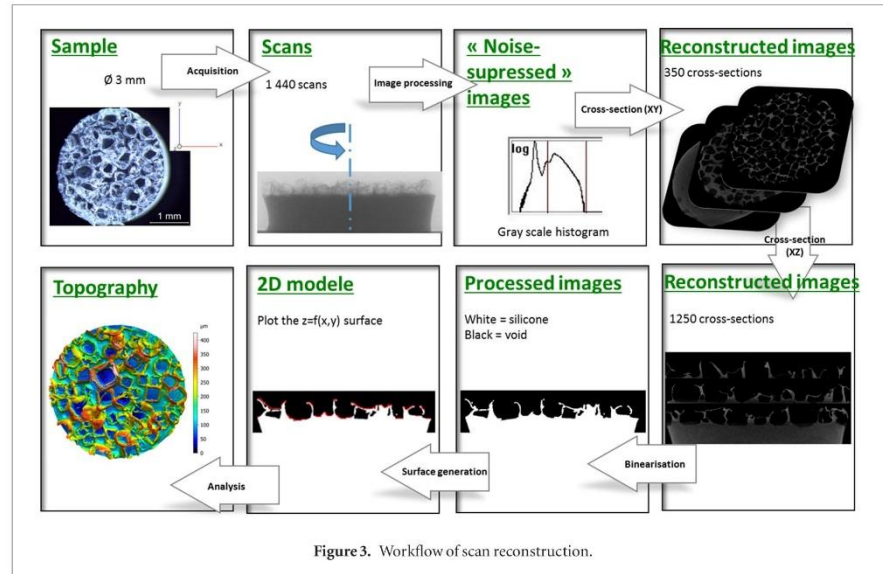 Sample
Ø 3 mm
y
x
1 mm
Acquisition
Scans
1 440 scans
Image processing
« Noise-
supressed »
images
log
Gray scale histogram
Cross-section (XY)
Reconstructed images
350 cross-sections
Cross-section
(XZ)
Reconstructed images
1250 cross-sections
Binearisation
Processed images
White = silicone
Black = void
Surface generation
2D modele
Plot the z=f(x,y) surface
Analysis
Topography
µm
400
350
300
250
200
150
100
50
0
Figure 3. Workflow of scan reconstruction.